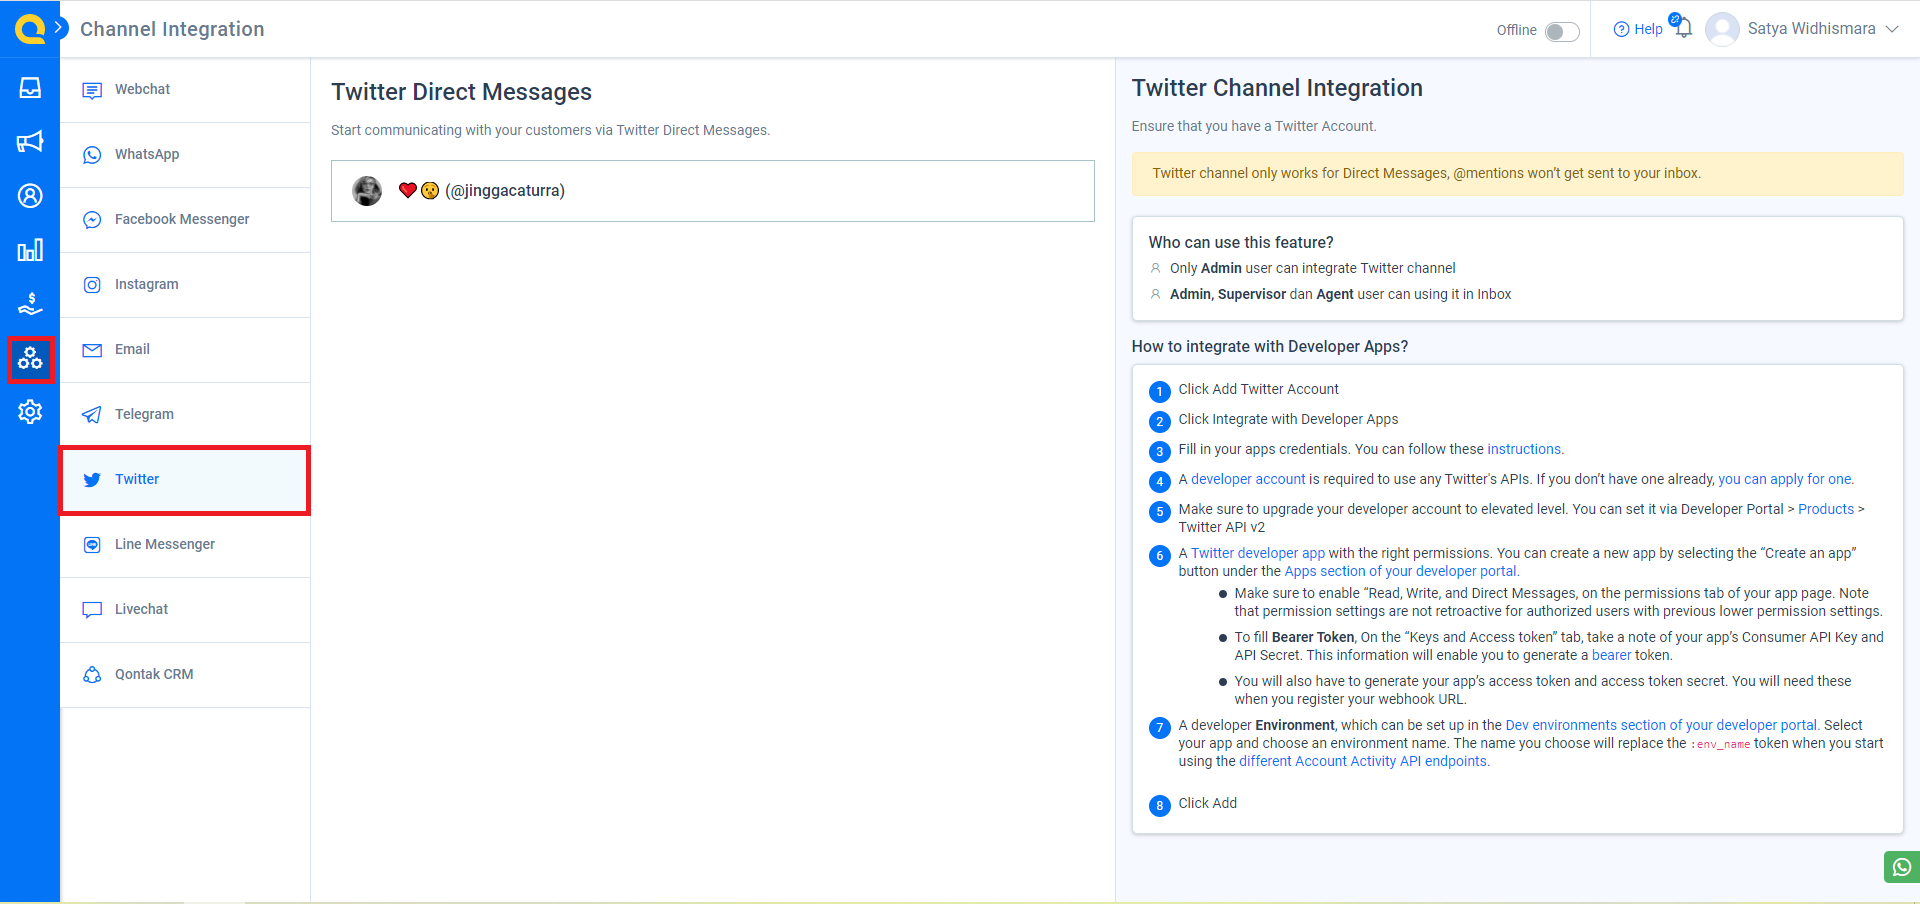 Channel Integration
Offline
Help
Satya Widhismara
Webchat
WhatsApp
Facebook Messenger
Instagram
Email
Telegram
Twitter
Line Messenger
Livechat
Qontak CRM
Twitter Direct Messages
Start communicating with your customers via Twitter Direct Messages.
❤️😗 (@jinggacaturra)
Twitter Channel Integration
Ensure that you have a Twitter Account.
Twitter channel only works for Direct Messages, @mentions won’t get sent to your inbox.
Who can use this feature?
Only Admin user can integrate Twitter channel
Admin, Supervisor dan Agent user can using it in Inbox
How to integrate with Developer Apps?
1 Click Add Twitter Account
2 Click Integrate with Developer Apps
3 Fill in your apps credentials. You can follow these instructions.
4 A developer account is required to use any Twitter's APIs. If you don’t have one already, you can apply for one.
5 Make sure to upgrade your developer account to elevated level. You can set it via Developer Portal > Products >
Twitter API v2
6 A Twitter developer app with the right permissions. You can create a new app by selecting the “Create an app”
button under the Apps section of your developer portal.
● Make sure to enable “Read, Write, and Direct Messages, on the permissions tab of your app page. Note
that permission settings are not retroactive for authorized users with previous lower permission settings.
● To fill Bearer Token, On the “Keys and Access token” tab, take a note of your app’s Consumer API Key and
API Secret. This information will enable you to generate a bearer token.
● You will also have to generate your app’s access token and access token secret. You will need these
when you register your webhook URL.
7 A developer Environment, which can be set up in the Dev environments section of your developer portal. Select
your app and choose an environment name. The name you choose will replace the :env_name token when you start
using the different Account Activity API endpoints.
8 Click Add